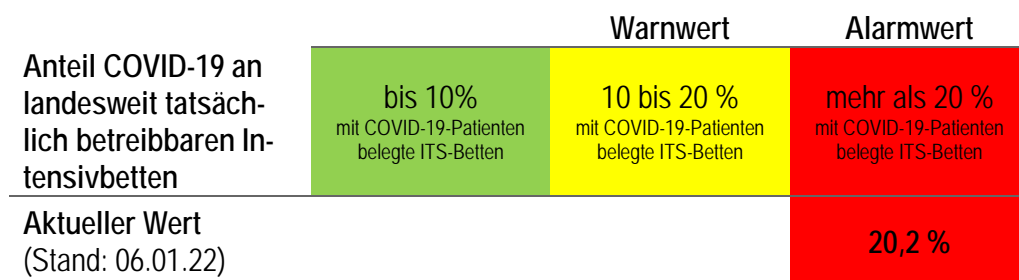 Warnwert Alarmwert
Anteil COVID-19 an
landesweit tatsäch-
lich betreibbaren In-
tensivbetten
bis 10%
mit COVID-19-Patienten
belegte ITS-Betten
10 bis 20 %
mit COVID-19-Patienten
belegte ITS-Betten
mehr als 20 %
mit COVID-19-Patienten
belegte ITS-Betten
Aktueller Wert
(Stand: 06.01.22)
20,2 %